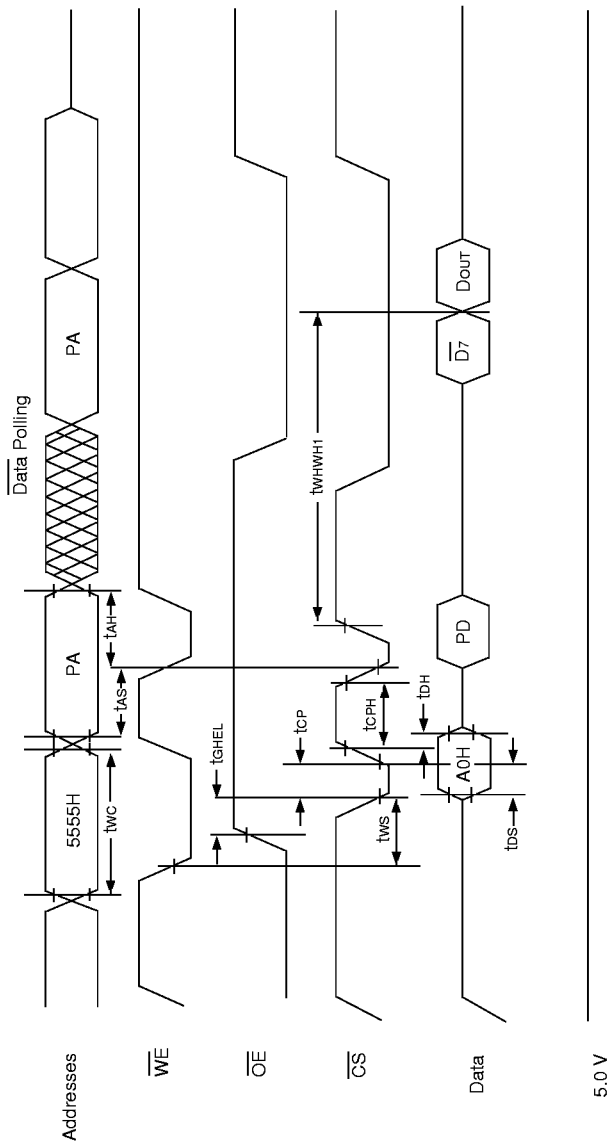 Data Polling
Addresses
5555H
PA
PA
tWC
tAS
tAH
WE
OE
tGHEL
tWHWH1
CS
tWS
tCP
tCPH
tDH
Data
A0H
PD
D7
DOUT
tDS
5.0 V